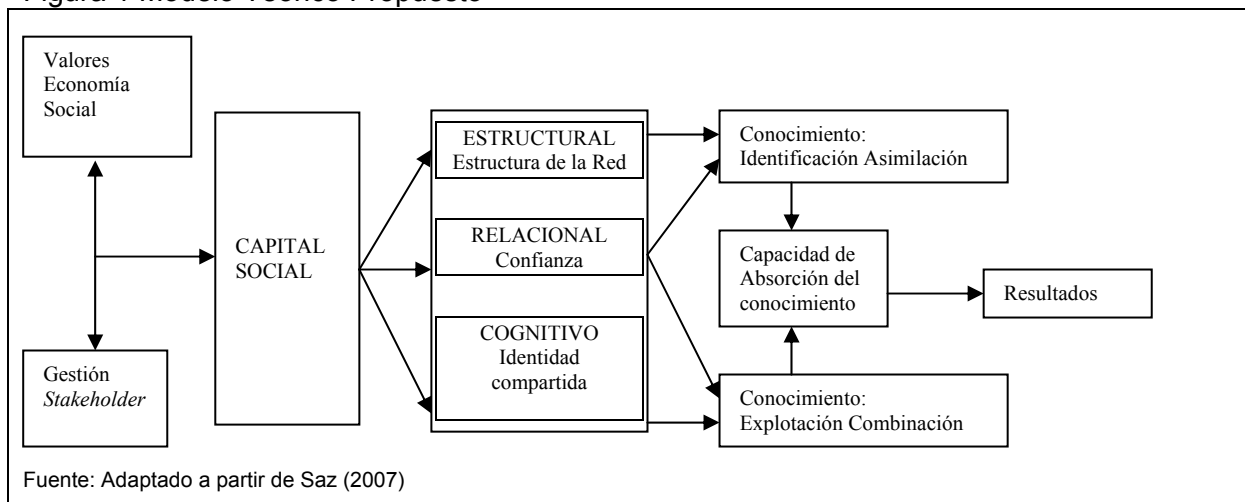 Figura 1 Modelo Teórico Propuesto
Valores
Economía
Social
Gestión
Stakeholder
CAPITAL
SOCIAL
ESTRUCTURAL
Estructura de la Red
RELACIONAL
Confianza
COGNITIVO
Identidad
compartida
Conocimiento:
Identificación Asimilación
Capacidad de
Absorción del
conocimiento
Conocimiento:
Explotación Combinación
Resultados
Fuente: Adaptado a partir de Saz (2007)